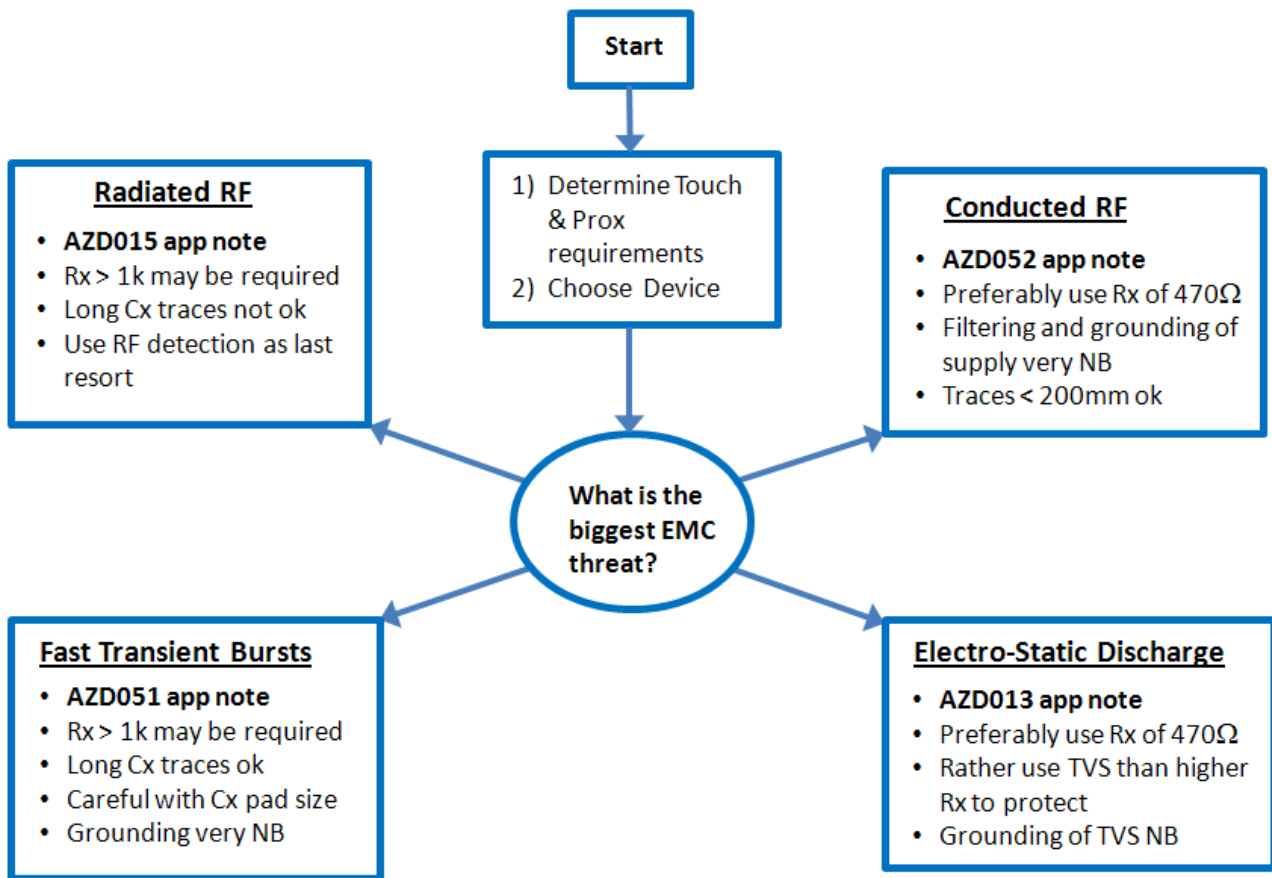 Start
1) Determine Touch
& Prox
requirements
2) Choose Device
Radiated RF
• AZD015 app note
• Rx > 1k may be required
• Long Cx traces not ok
• Use RF detection as last
resort
Conducted RF
• AZD052 app note
• Preferably use Rx of 470Ω
• Filtering and grounding of
supply very NB
• Traces < 200mm ok
What is the
biggest EMC
threat?
Fast Transient Bursts
• AZD051 app note
• Rx > 1k may be required
• Long Cx traces ok
• Careful with Cx pad size
• Grounding very NB
Electro-Static Discharge
• AZD013 app note
• Preferably use Rx of 470Ω
• Rather use TVS than higher
Rx to protect
• Grounding of TVS NB